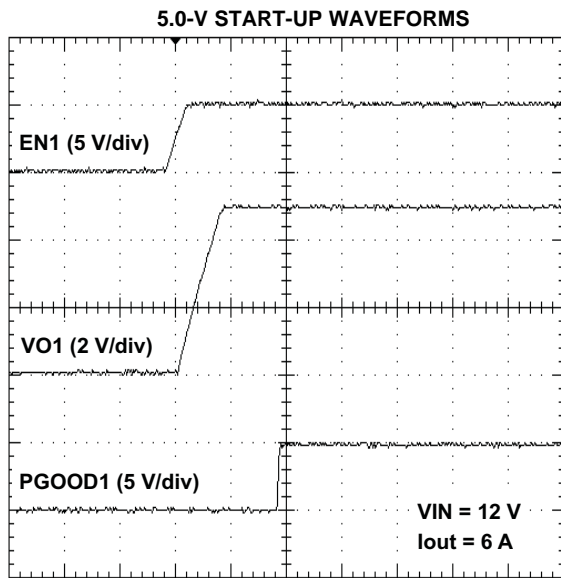 5.0-V START-UP WAVEFORMS
EN1 (5 V/div)
VO1 (2 V/div)
PGOOD1 (5 V/div)
VIN = 12 V
Iout = 6 A